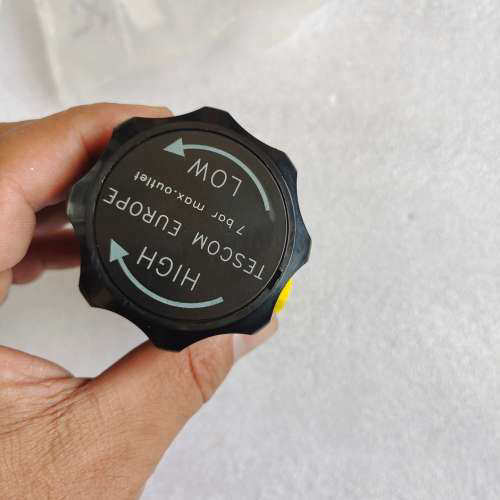 HIGH
TESCOM EUROPE
7 bar max.outlet
LOW